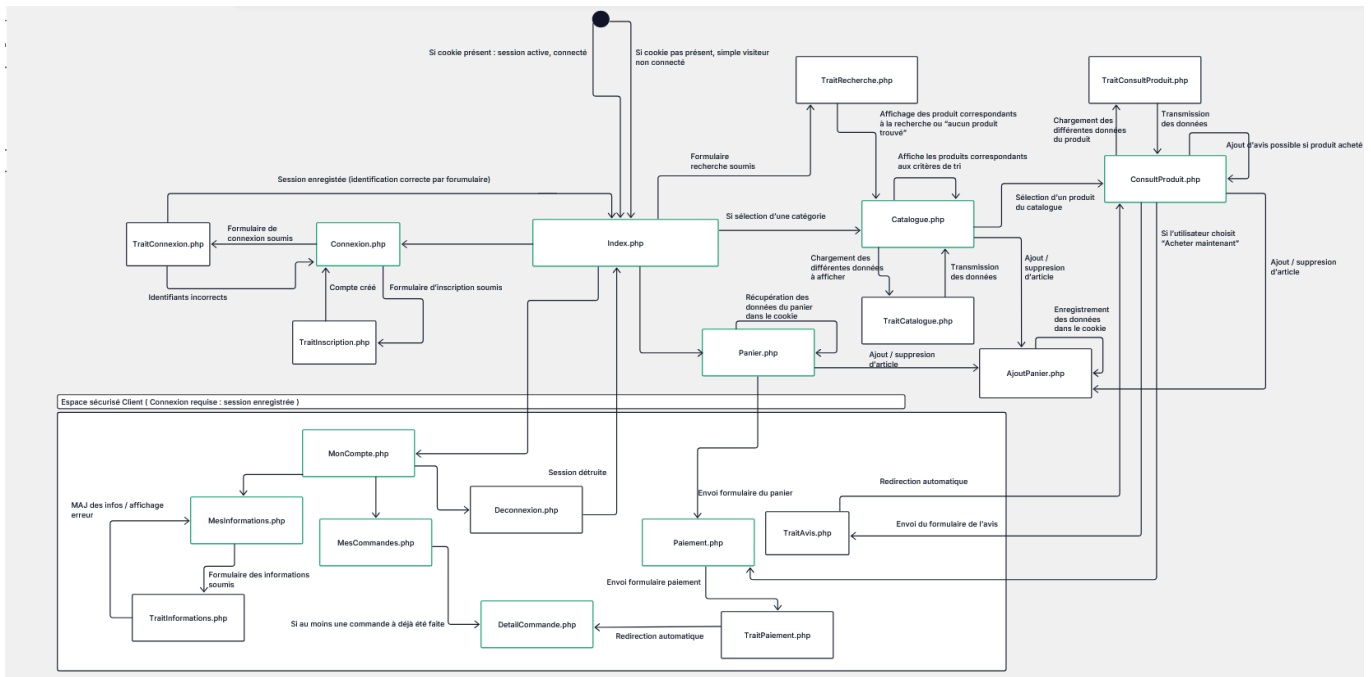 Si cookie présent : session active, connecté
Si cookie pas présent, simple visiteur
non connecté
TraitRecherche.php
TraitConsultProduit.php
Affichage des produit correspondants
à la recherche ou “aucun produit
trouvé”
Chargement des
différentes données
du produit
Transmission
des données
Ajout d’avis possible si produit acheté
Formulaire
recherche soumis
Affiche les produits correspondants
aux critères de tri
ConsultProduit.php
Session enregistée (identification correcte par forumulaire)
Sélection d’un produit
du catalogue
Si sélection d’une catégorie
Catalogue.php
TraitConnexion.php
Formulaire de
connexion soumis
Connexion.php
Index.php
Si l’utilisateur choisit
“Acheter maintenant”
Chargement des
différentes données
à afficher
Transmission
des données
Ajout /
suppresion
d’article
Ajout / suppresion
d’article
Identifiants incorrects
Compte créé
Formulaire d’inscription soumis
Récupération des
données du panier
dans le cookie
TraitCatalogue.php
Enregistrement
des données
dans le cookie
TraitInscription.php
Panier.php
Ajout / suppresion
d’article
AjoutPanier.php
Espace sécurisé Client ( Connexion requise : session enregistrée )
MonCompte.php
Session détruite
Redirection automatique
Envoi formulaire du panier
MAJ des infos / affichage
erreur
MesInformations.php
Deconnexion.php
Envoi du formulaire de l’avis
TraitAvis.php
MesCommandes.php
Paiement.php
Formulaire des informations
soumis
Envoi formulaire paiement
TraitInformations.php
Si au moins une commande à déjà été faite
DetailCommande.php
Redirection automatique
TraitPaiement.php